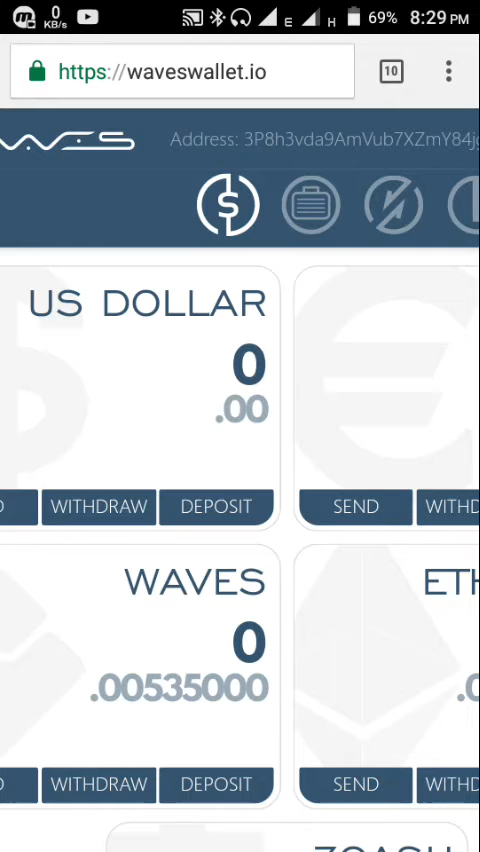 0
KB/s
E
H
69%
8:29 PM
https://waveswallet.io
10
WAVES
Address: 3P8h3vda9AmVub7XZmY84j
US DOLLAR
0
.00
WITHDRAW DEPOSIT SEND
WAVES
0
.00535000
WITHDRAW DEPOSIT SEND